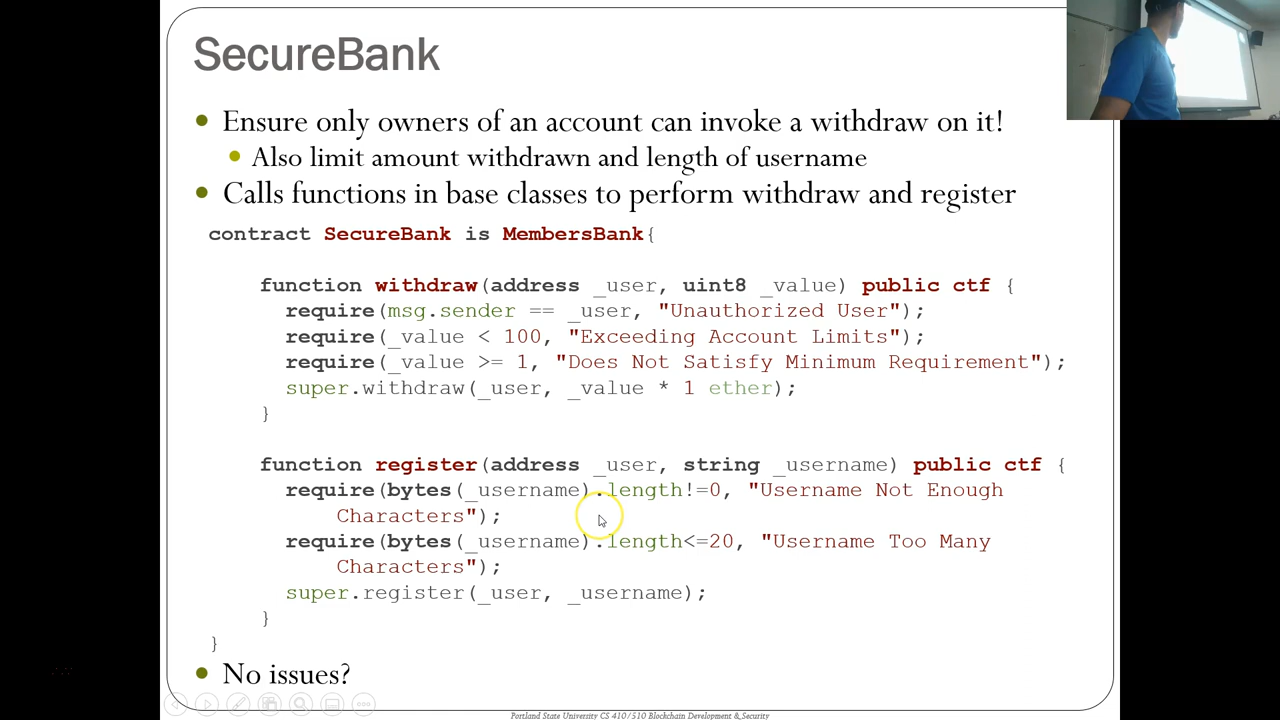 SecureBank
Ensure only owners of an account can invoke a withdraw on it!
Also limit amount withdrawn and length of username
Calls functions in base classes to perform withdraw and register
contract SecureBank is MembersBank{
function withdraw(address _user, uint8 _value) public ctf {
require(msg.sender == _user, "Unauthorized User");
require(_value < 100, "Exceeding Account Limits");
require(_value >= 1, "Does Not Satisfy Minimum Requirement");
super.withdraw(_user, _value * 1 ether);
}
function register(address _user, string _username) public ctf {
require(bytes(_username).length!=0, "Username Not Enough
Characters");
require(bytes(_username).length<=20, "Username Too Many
Characters");
super.register(_user, _username);
}
}
No issues?
Portland State University CS 410/510 Blockchain Development & Security